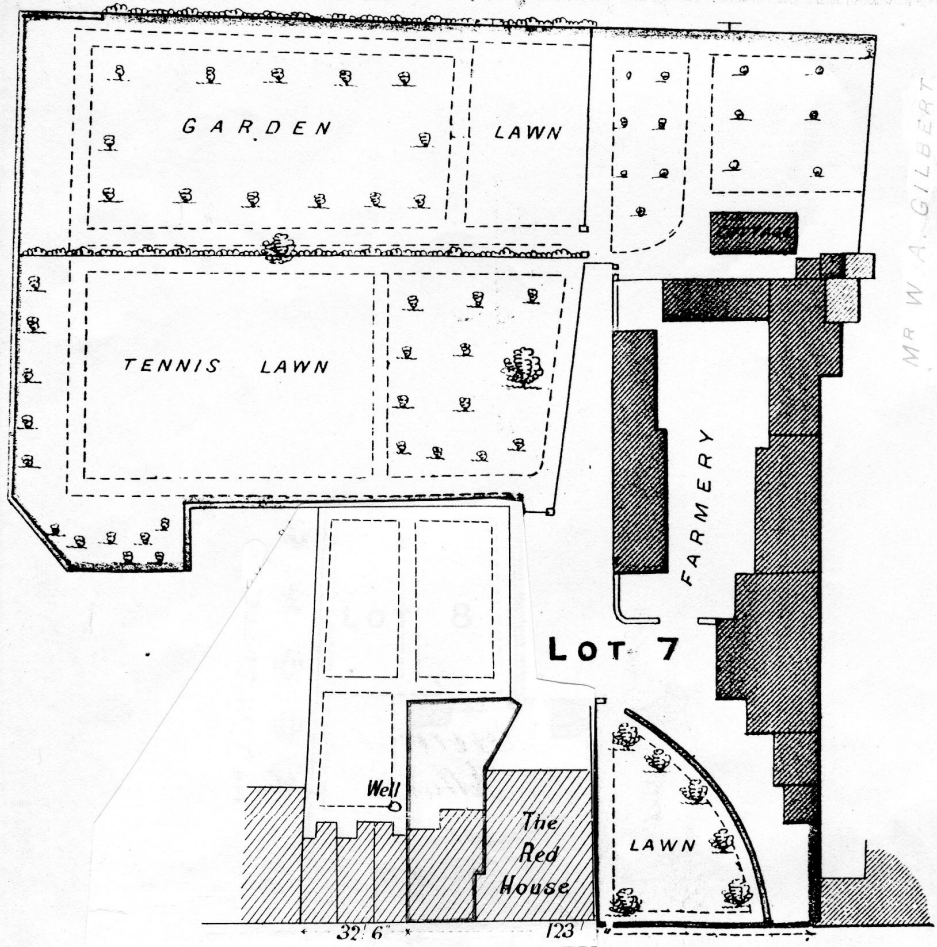 GARDEN
LAWN
COTTAGE
MR W. A. GILBERT
TENNIS LAWN
FARMERY
LOT 7
Well
The
Red
House
LAWN
32' 6"
123'